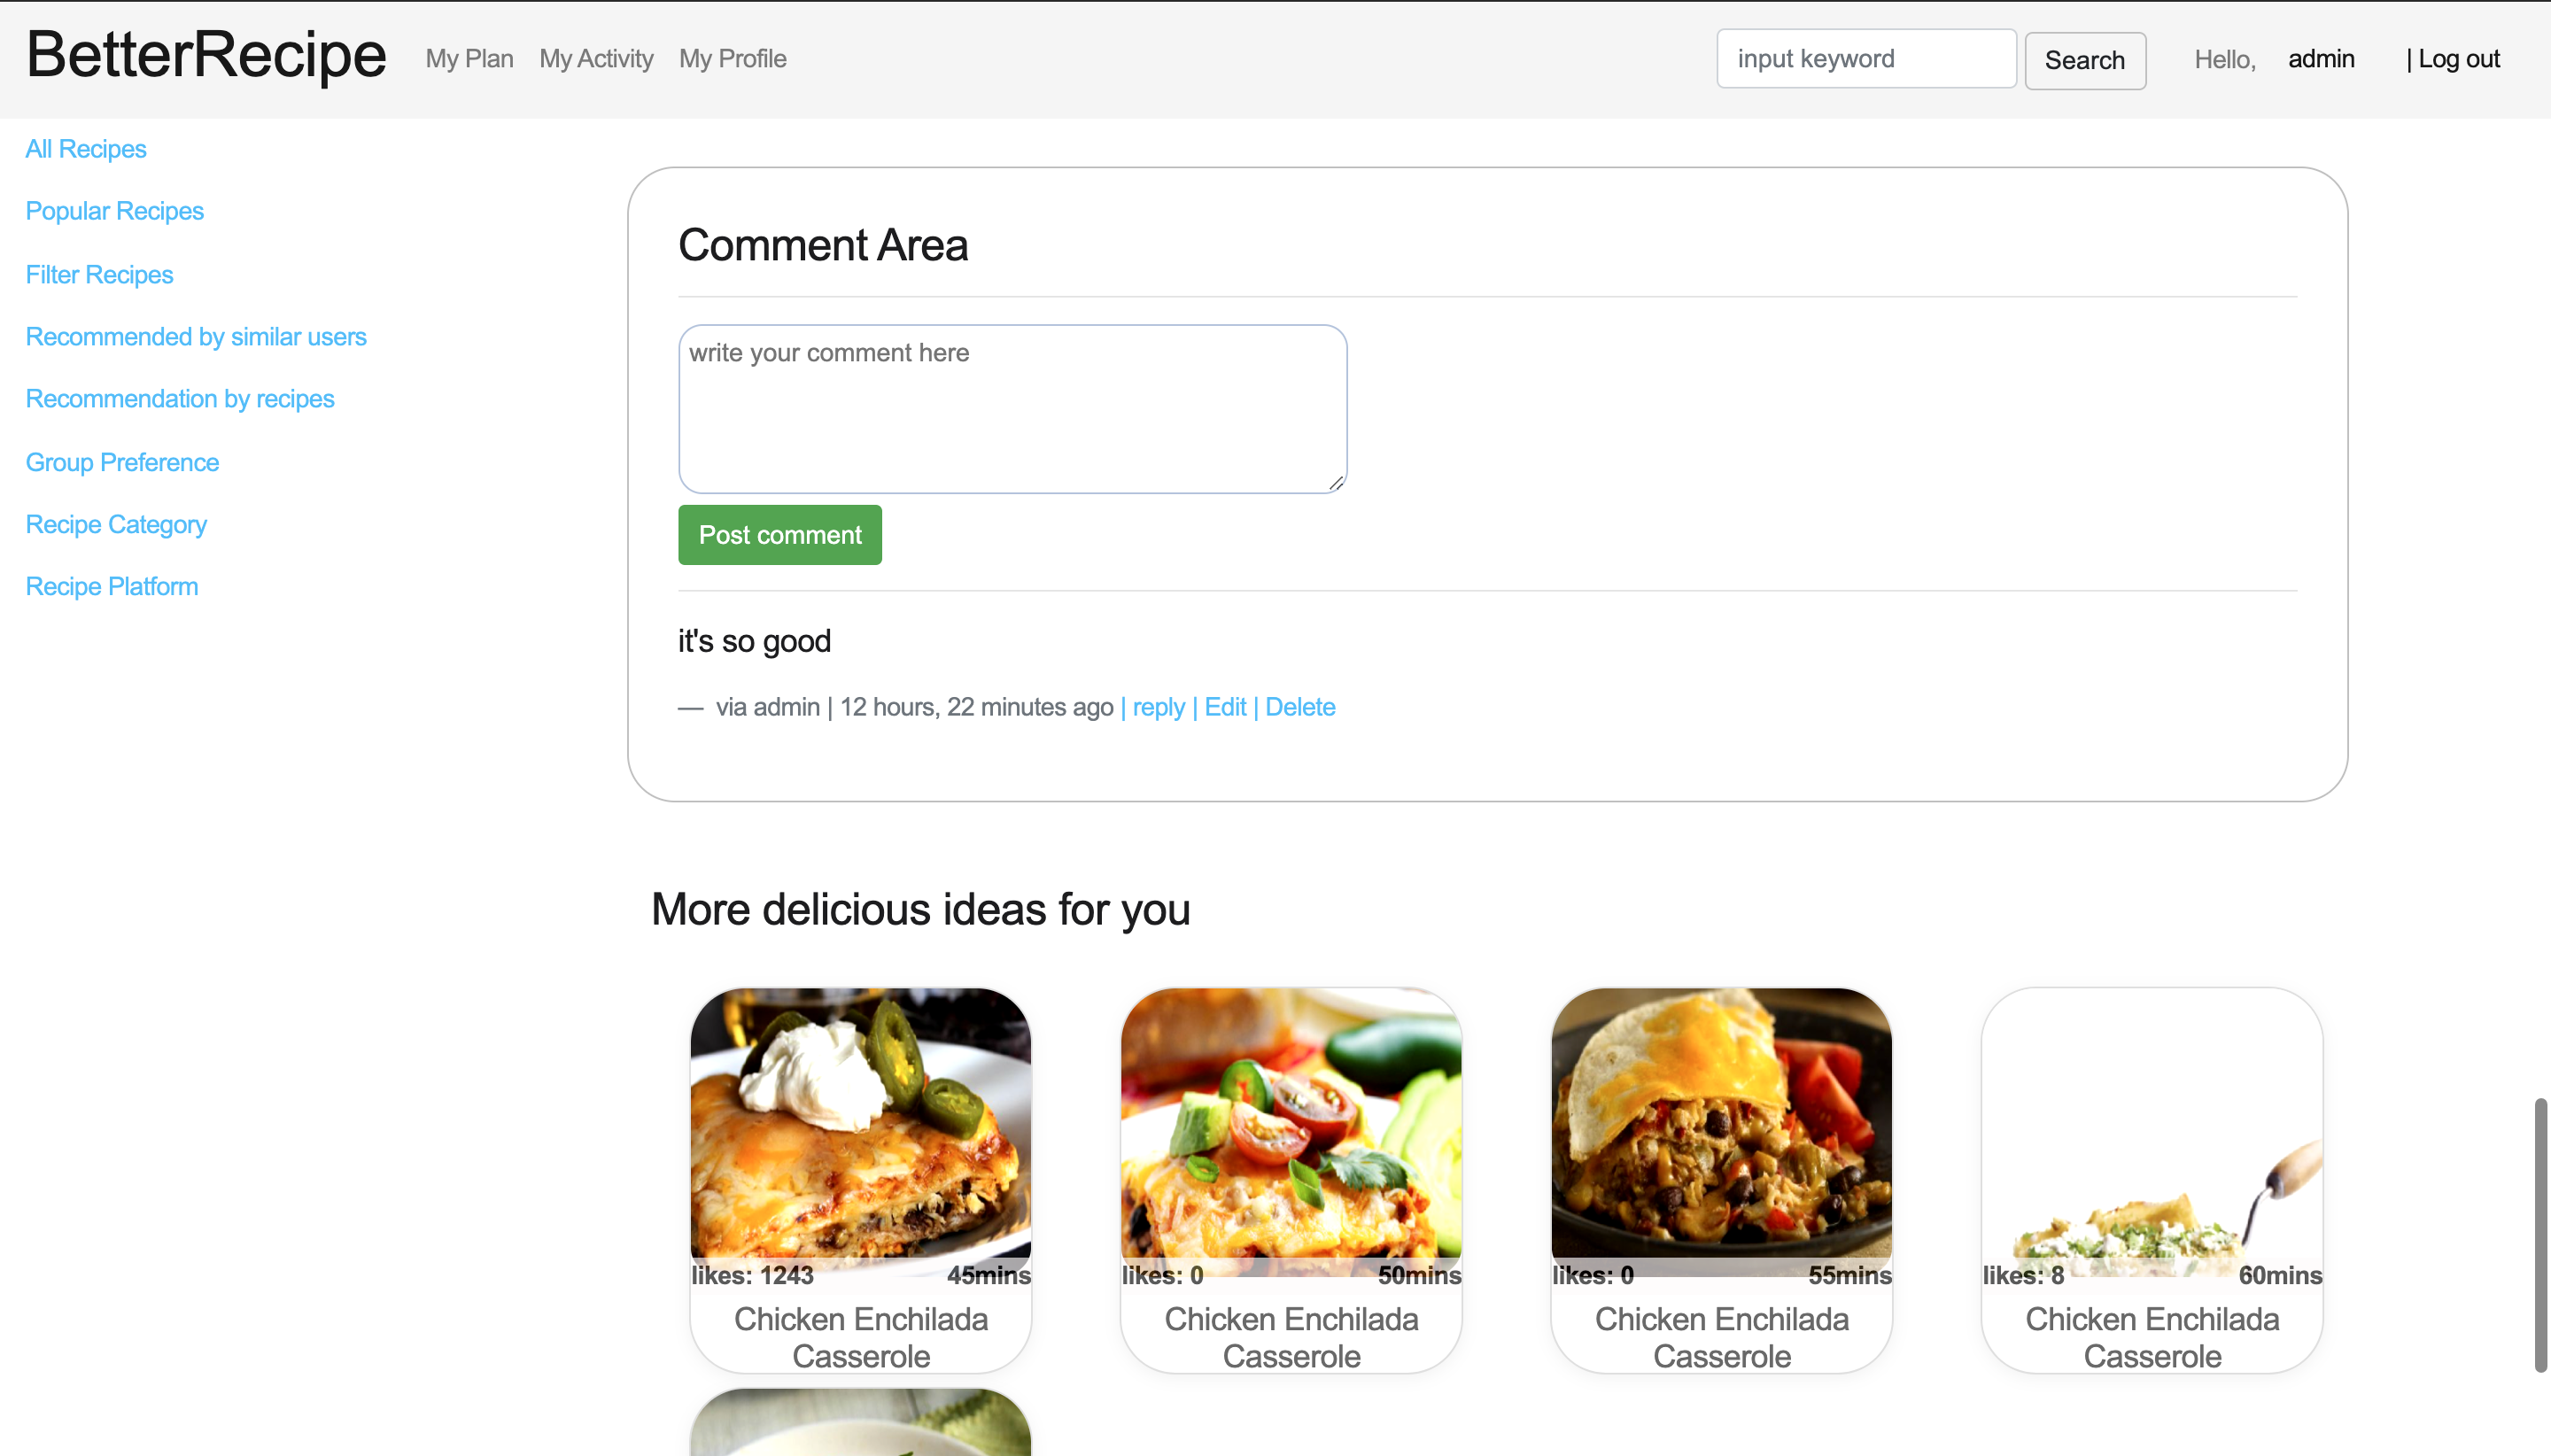 BetterRecipe My Plan My Activity My Profile input keyword Search Hello, admin | Log out
All Recipes
Popular Recipes
Filter Recipes
Recommended by similar users
Recommendation by recipes
Group Preference
Recipe Category
Recipe Platform
Comment Area
write your comment here
Post comment
it's so good
— via admin | 12 hours, 22 minutes ago | reply | Edit | Delete
More delicious ideas for you
likes: 1243 45mins
Chicken Enchilada
Casserole
likes: 0 50mins
Chicken Enchilada
Casserole
likes: 0 55mins
Chicken Enchilada
Casserole
likes: 8 60mins
Chicken Enchilada
Casserole